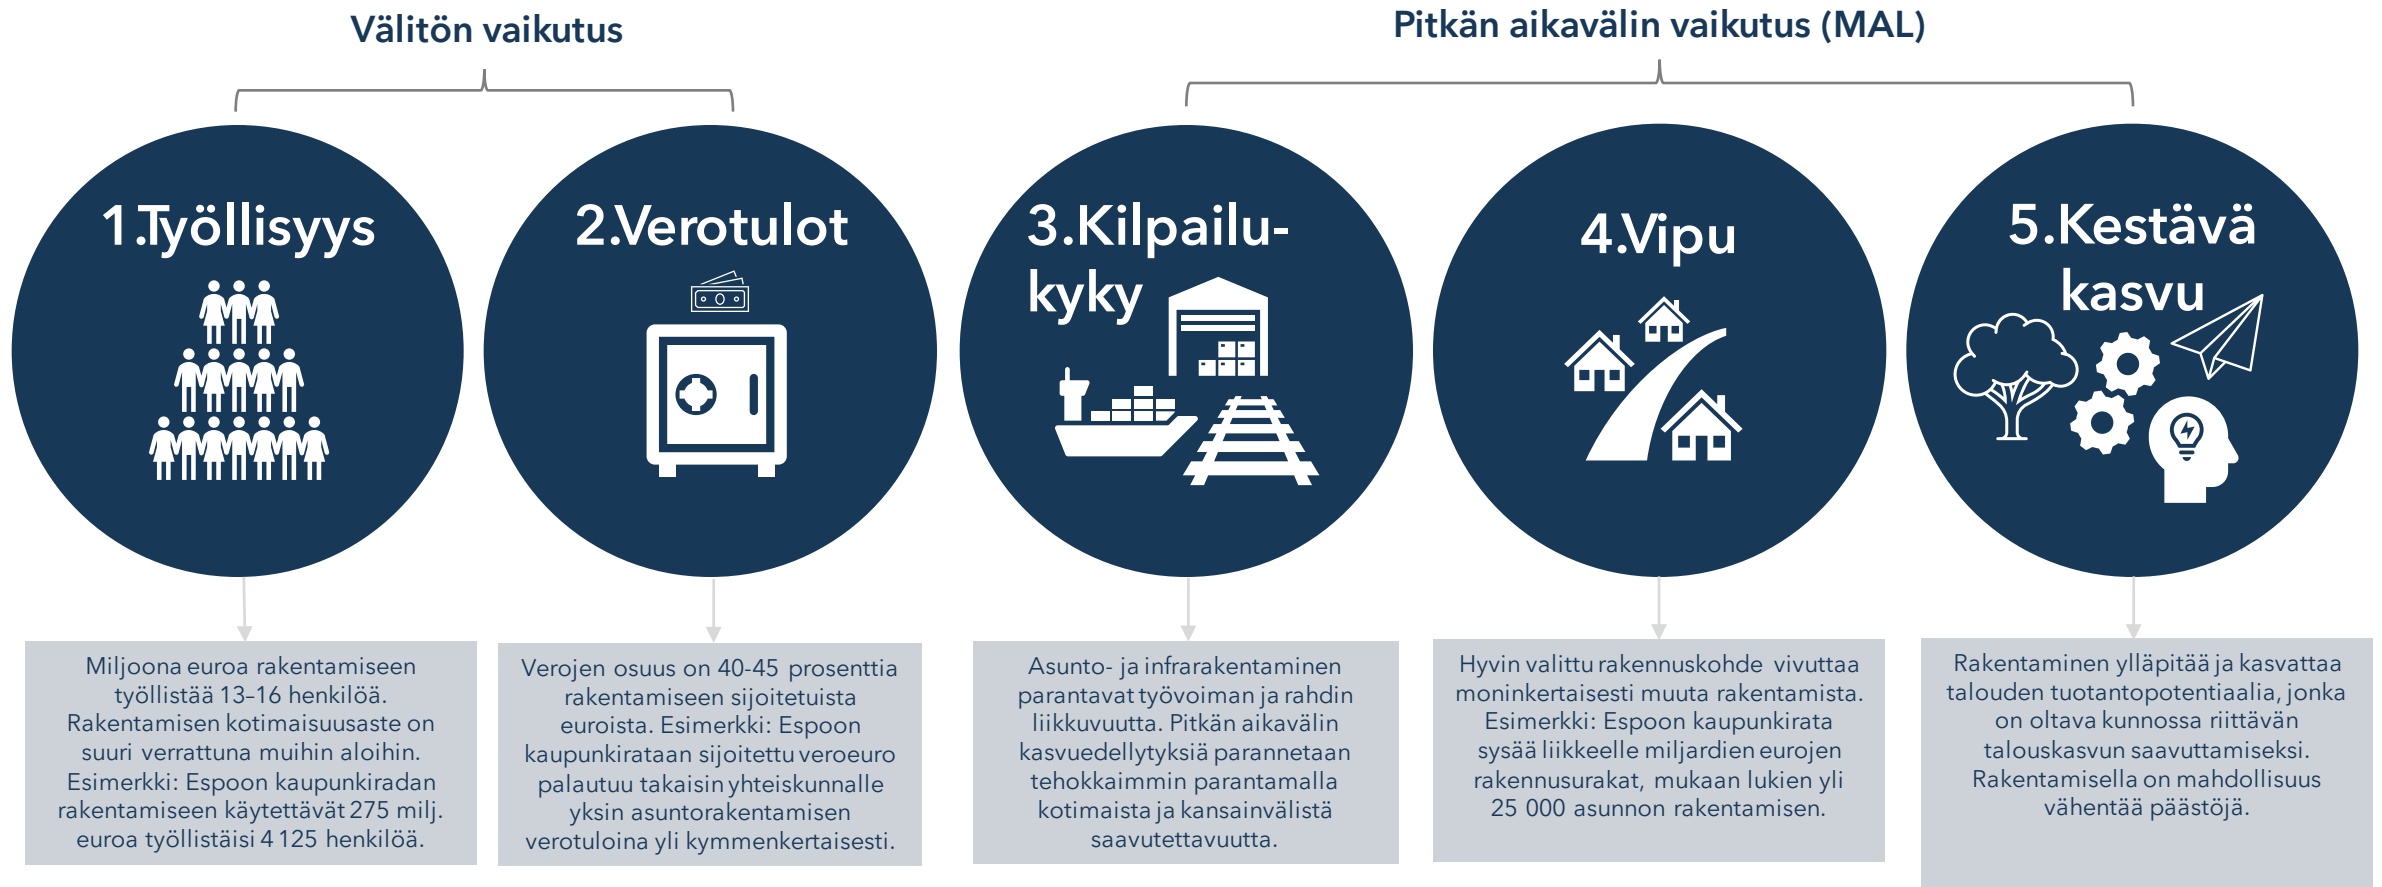 Välitön vaikutus
Pitkän aikavälin vaikutus (MAL)
1.Työllisyys
2.Verotulot
3.Kilpailu-
kyky
4.Vipu
5.Kestävä
kasvu
Miljoona euroa rakentamiseen
työllistää 13–16 henkilöä.
Rakentamisen kotimaisuusaste on
suuri verrattuna muihin aloihin.
Esimerkki: Espoon kaupunkiradan
rakentamiseen käytettävät 275 milj.
euroa työllistäisi 4 125 henkilöä.
Verojen osuus on 40-45 prosenttia
rakentamiseen sijoitetuista
euroista. Esimerkki: Espoon
kaupunkirataan sijoitettu veroeuro
palautuu takaisin yhteiskunnalle
yksin asuntorakentamisen
verotuloina yli kymmenkertaisesti.
Asunto- ja infrarakentaminen
parantavat työvoiman ja rahdin
liikkuvuutta. Pitkän aikavälin
kasvuedellytyksiä parannetaan
tehokkaimmin parantamalla
kotimaista ja kansainvälistä
saavutettavuutta.
Hyvin valittu rakennuskohde vivuttaa
moninkertaisesti muuta rakentamista.
Esimerkki: Espoon kaupunkirata
sysää liikkeelle miljardien eurojen
rakennusurakat, mukaan lukien yli
25 000 asunnon rakentamisen.
Rakentaminen ylläpitää ja kasvattaa
talouden tuotantopotentiaalia, jonka
on oltava kunnossa riittävän
talouskasvun saavuttamiseksi.
Rakentamisella on mahdollisuus
vähentää päästöjä.